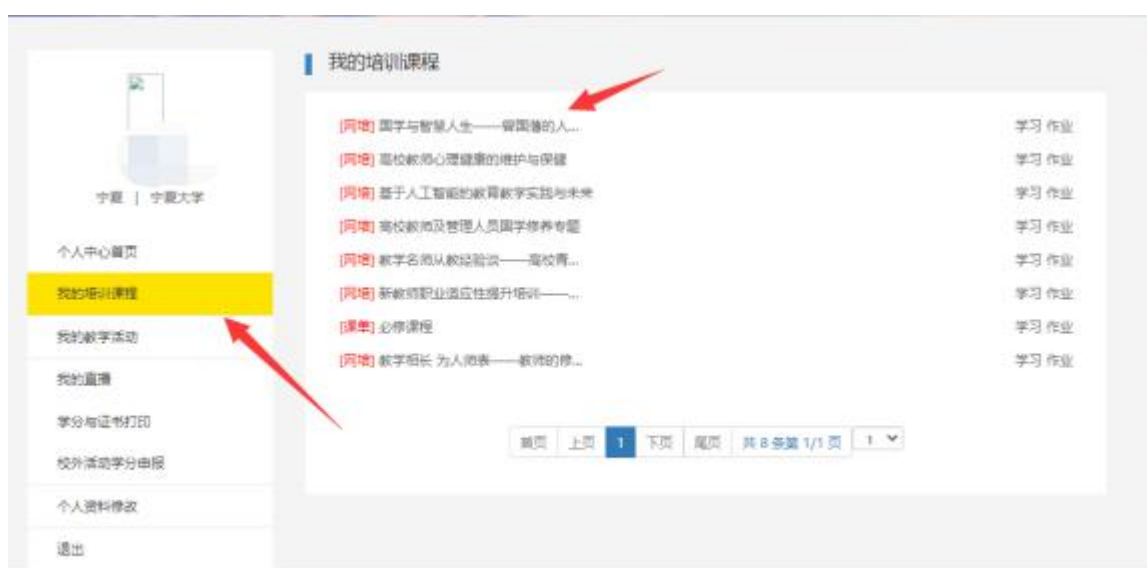 我的培训课程
宁夏 | 宁夏大学
个人中心首页
我的培训课程
我的教学活动
我的直播
学分与证书打印
校外活动学分申报
个人资料修改
退出
[网培] 国学与智慧人生——曾国藩的人... 学习 作业
[网培] 高校教师心理健康的维护与保健 学习 作业
[网培] 基于人工智能的教育教学实践与未来 学习 作业
[网培] 高校教师及管理人员国学修养专题 学习 作业
[网培] 教学名师从教经验谈——高校青... 学习 作业
[网培] 新教师职业适应性提升培训——... 学习 作业
[课单] 必修课程 学习 作业
[网培] 教学相长 为人师表——教师的修... 学习 作业
首页 上页 1 下页 尾页 共 8 条第 1/1 页 1